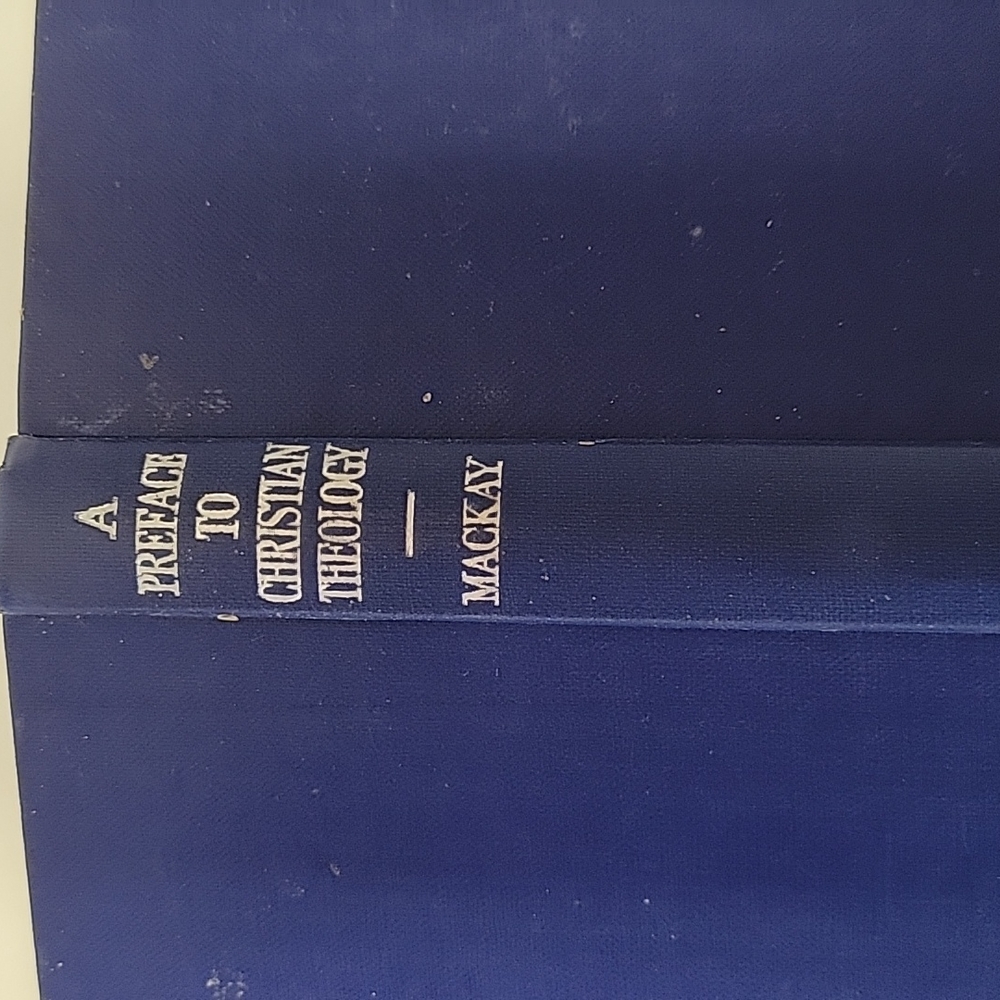 A
PREFACE
TO
CHRISTIAN
THEOLOGY
—
MACKAY